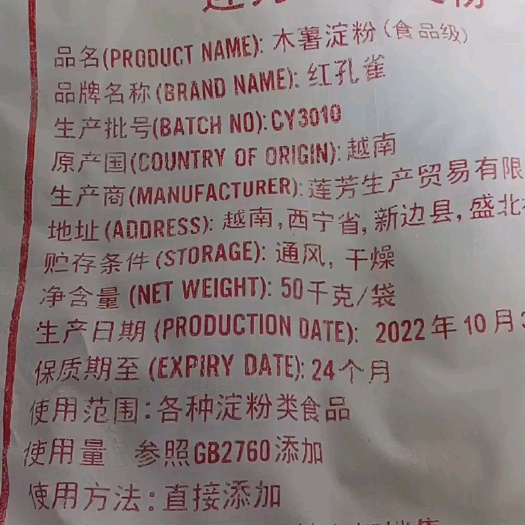 品名(PRODUCT NAME): 木薯淀粉(食品级)
品牌名称(BRAND NAME): 红孔雀
生产批号(BATCH NO): CY3010
原产国(COUNTRY OF ORIGIN): 越南
生产商(MANUFACTURER): 莲芳生产贸易有限
地址(ADDRESS): 越南,西宁省,新边县,盛北
贮存条件(STORAGE): 通风, 干燥
净含量(NET WEIGHT): 50千克/袋
生产日期(PRODUCTION DATE): 2022年10月3
保质期至(EXPIRY DATE): 24个月
使用范围:各种淀粉类食品
使用量 参照GB2760添加
使用方法:直接添加